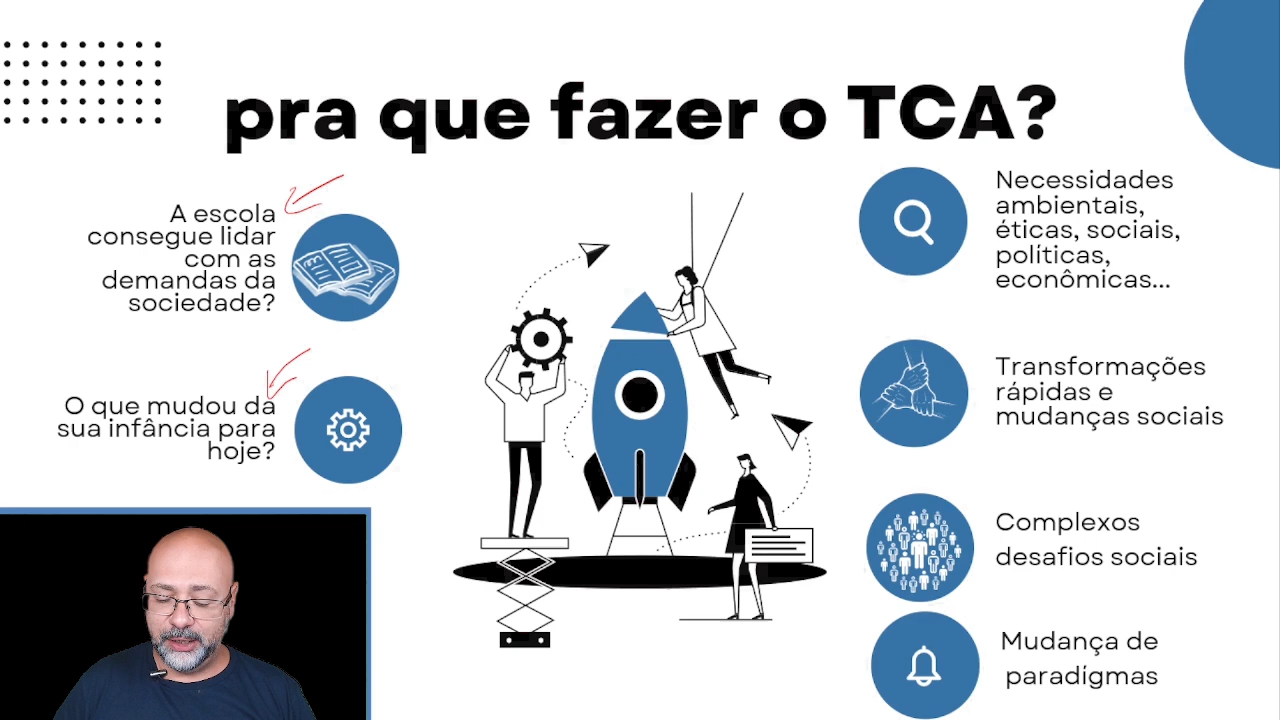 pra que fazer o TCA?
A escola
consegue lidar
com as
demandas da
sociedade?
O que mudou da
sua infância para
hoje?
Necessidades
ambientais,
éticas, sociais,
políticas,
econômicas...
Transformações
rápidas e
mudanças sociais
Complexos
desafios sociais
Mudança de
paradígmas